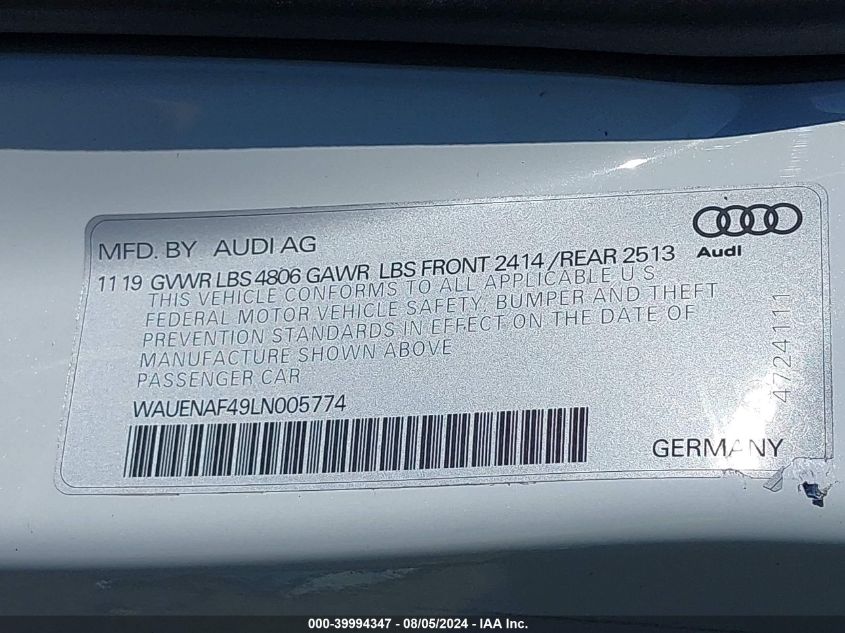 MFD. BY AUDI AG
Audi
11 19 GVWR LBS 4806 GAWR LBS FRONT 2414 /REAR 2513
THIS VEHICLE CONFORMS TO ALL APPLICABLE U S
FEDERAL MOTOR VEHICLE SAFETY, BUMPER AND THEFT
PREVENTION STANDARDS IN EFFECT ON THE DATE OF
MANUFACTURE SHOWN ABOVE
PASSENGER CAR
4724111
WAUENAF49LN005774
GERMANY
000-39994347 - 08/05/2024 - IAA Inc.